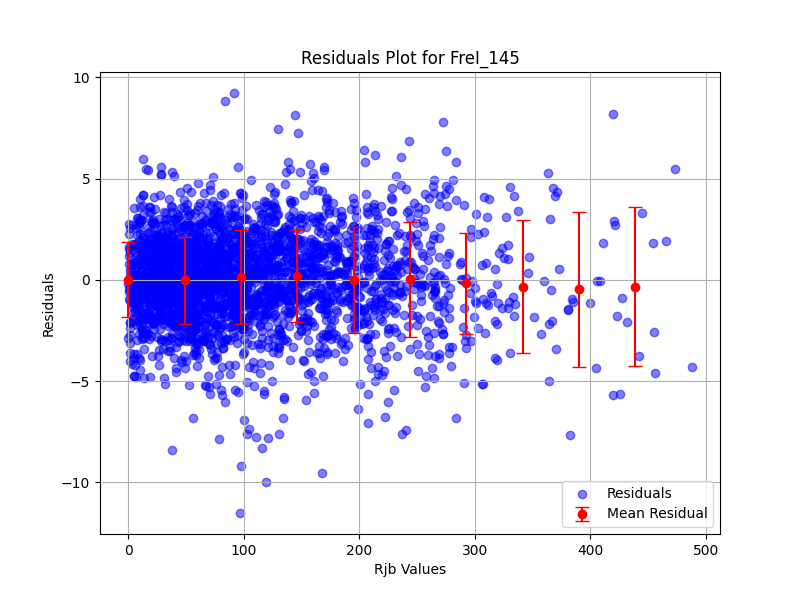 Residuals Plot for FreI_145
Residuals
10
5
0
−5
−10
0 100 200 300 400 500
Rjb Values
Residuals
Mean Residual